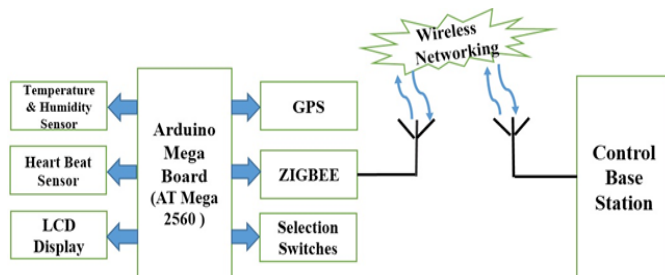 Wireless
Networking
Temperature
& Humidity
Sensor
Heart Beat
Sensor
LCD
Display
Arduino
Mega
Board
(AT Mega
2560 )
GPS
ZIGBEE
Selection
Switches
Control
Base
Station